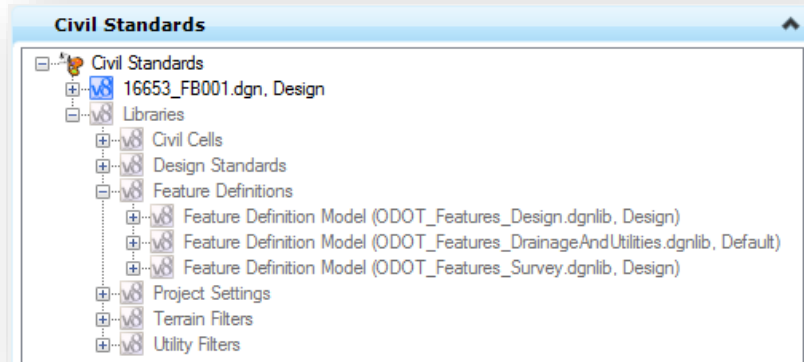 Civil Standards
Civil Standards
16653_FB001.dgn, Design
Libraries
Civil Cells
Design Standards
Feature Definitions
Feature Definition Model (ODOT_Features_Design.dgnlib, Design)
Feature Definition Model (ODOT_Features_DrainageAndUtilities.dgnlib, Default)
Feature Definition Model (ODOT_Features_Survey.dgnlib, Design)
Project Settings
Terrain Filters
Utility Filters